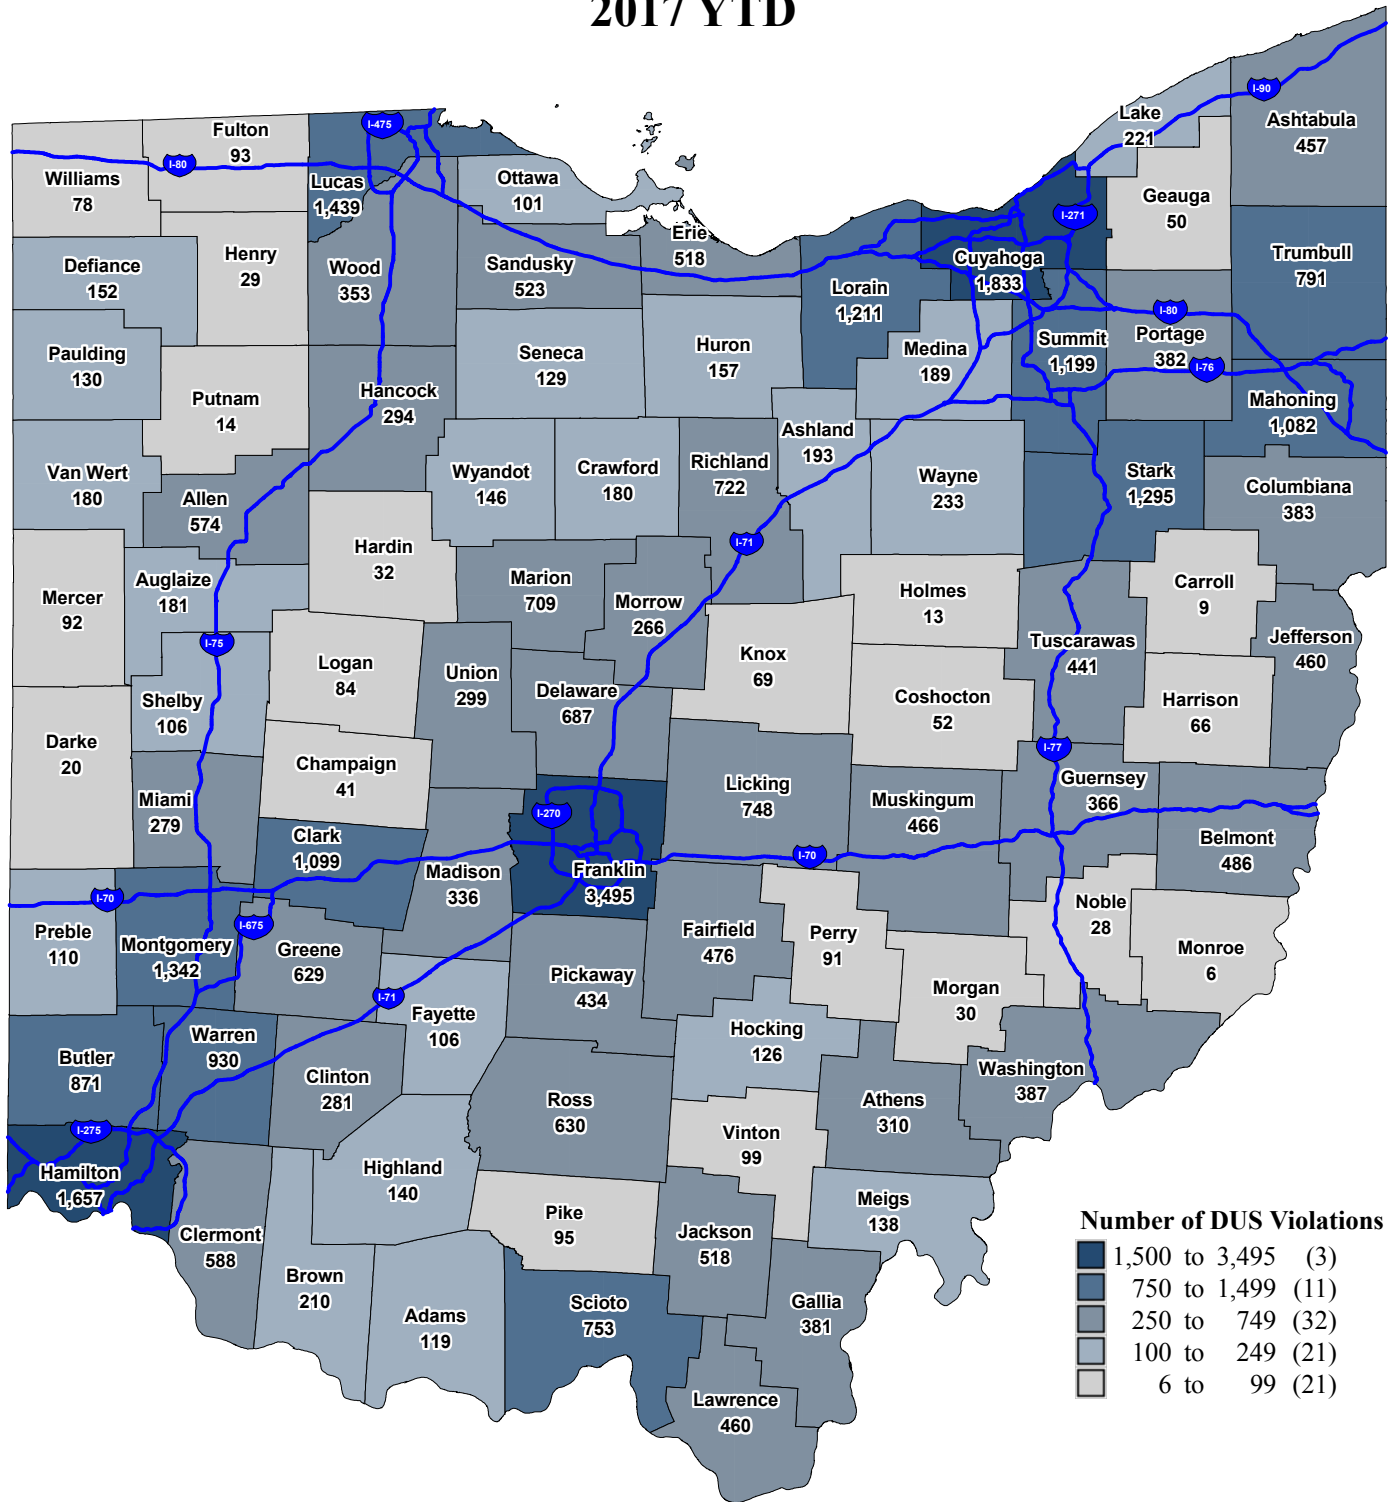 2017 YTD
I-90
Lake
221
Ashtabula
457
I-475
Fulton
93
I-80
Williams
78
Lucas
1,439
Ottawa
101
Geauga
50
I-271
Erie
518
Trumbull
791
Henry
29
Defiance
152
Wood
353
Sandusky
523
Cuyahoga
1,833
Lorain
1,211
I-80
Paulding
130
Seneca
129
Huron
157
Medina
189
Summit
1,199
Portage
382
I-76
Putnam
14
Hancock
294
Mahoning
1,082
Ashland
193
Van Wert
180
Allen
574
Wyandot
146
Crawford
180
Richland
722
Wayne
233
Stark
1,295
Columbiana
383
I-71
Hardin
32
Mercer
92
Auglaize
181
Marion
709
Morrow
266
Holmes
13
Carroll
9
Jefferson
460
I-75
Logan
84
Union
299
Knox
69
Tuscarawas
441
Shelby
106
Delaware
687
Coshocton
52
Harrison
66
Darke
20
I-77
Champaign
41
Miami
279
Licking
748
Muskingum
466
Guernsey
366
I-270
Clark
1,099
Belmont
486
I-70
Madison
336
Franklin
3,495
I-70
Preble
110
I-675
Montgomery
1,342
Greene
629
Fairfield
476
Perry
91
Noble
28
Monroe
6
Pickaway
434
Morgan
30
I-71
Fayette
106
Hocking
126
Butler
871
Warren
930
Clinton
281
Washington
387
Ross
630
Athens
310
I-275
Vinton
99
Hamilton
1,657
Highland
140
Meigs
138
Pike
95
Jackson
518
Clermont
588
Brown
210
Adams
119
Scioto
753
Gallia
381
Lawrence
460
Number of DUS Violations
1,500 to 3,495 (3)
750 to 1,499 (11)
250 to 749 (32)
100 to 249 (21)
6 to 99 (21)